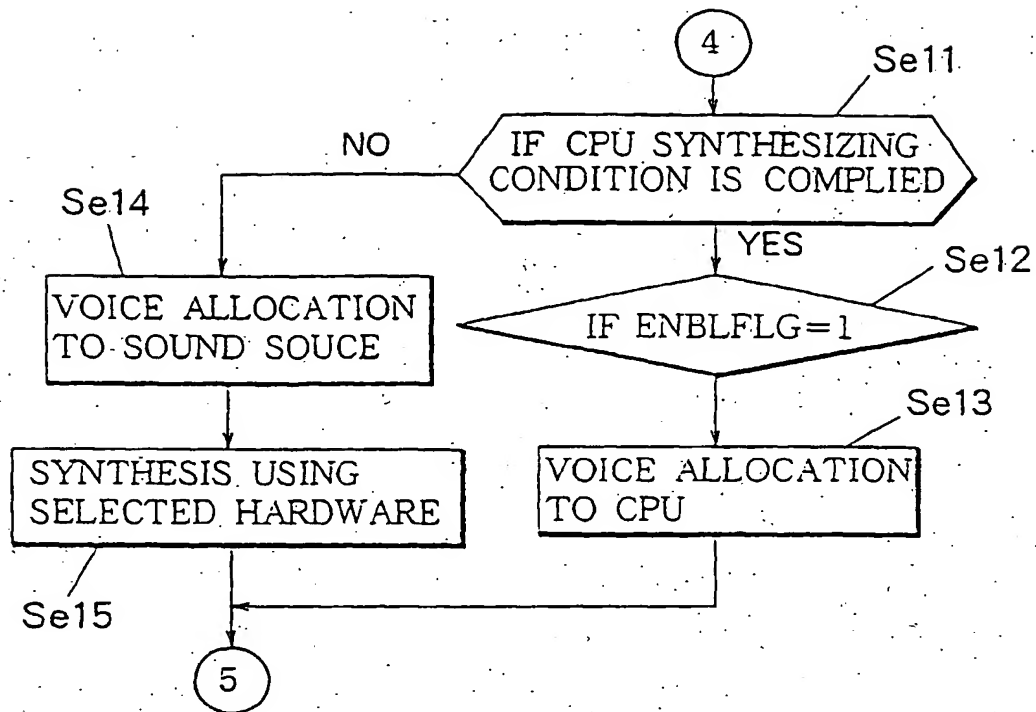 4
Se11
IF CPU SYNTHESIZING
CONDITION IS COMPLIED
NO
YES
Se14
VOICE ALLOCATION
TO SOUND SOUCE
Se12
IF ENBLFLG=1
Se13
VOICE ALLOCATION
TO CPU
SYNTHESIS USING
SELECTED HARDWARE
Se15
5